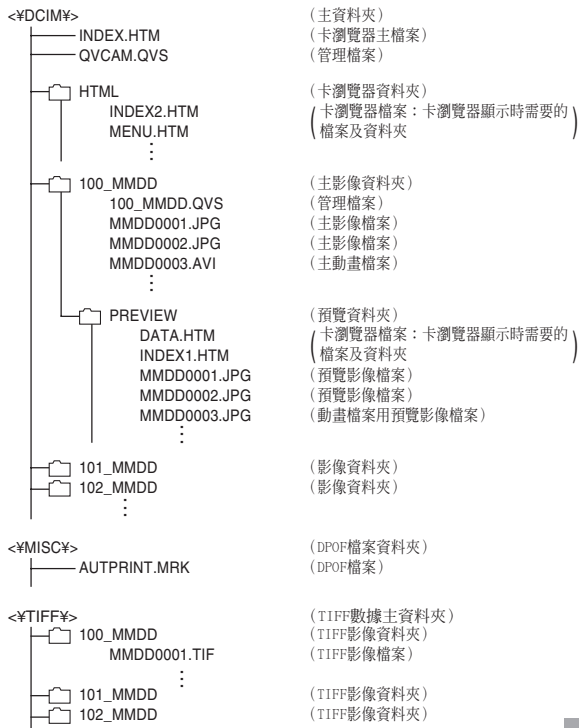 <¥DCIM¥> (主資料夾)
INDEX.HTM (卡瀏覽器主檔案)
QVCAM.QVS (管理檔案)
HTML (卡瀏覽器資料夾)
INDEX2.HTM (卡瀏覽器檔案：卡瀏覽器顯示時需要的
MENU.HTM 檔案及資料夾)
⋮
100_MMDD (主影像資料夾)
100_MMDD.QVS (管理檔案)
MMDD0001.JPG (主影像檔案)
MMDD0002.JPG (主影像檔案)
MMDD0003.AVI (主動畫檔案)
⋮
PREVIEW (預覽資料夾)
DATA.HTM (卡瀏覽器檔案：卡瀏覽器顯示時需要的
INDEX1.HTM 檔案及資料夾)
MMDD0001.JPG (預覽影像檔案)
MMDD0002.JPG (預覽影像檔案)
MMDD0003.JPG (動畫檔案用預覽影像檔案)
⋮
101_MMDD (影像資料夾)
102_MMDD (影像資料夾)
⋮
<¥MISC¥> (DPOF檔案資料夾)
AUTPRINT.MRK (DPOF檔案)
<¥TIFF¥> (TIFF數據主資料夾)
100_MMDD (TIFF影像資料夾)
MMDD0001.TIF (TIFF影像檔案)
⋮
101_MMDD (TIFF影像資料夾)
102_MMDD (TIFF影像資料夾)